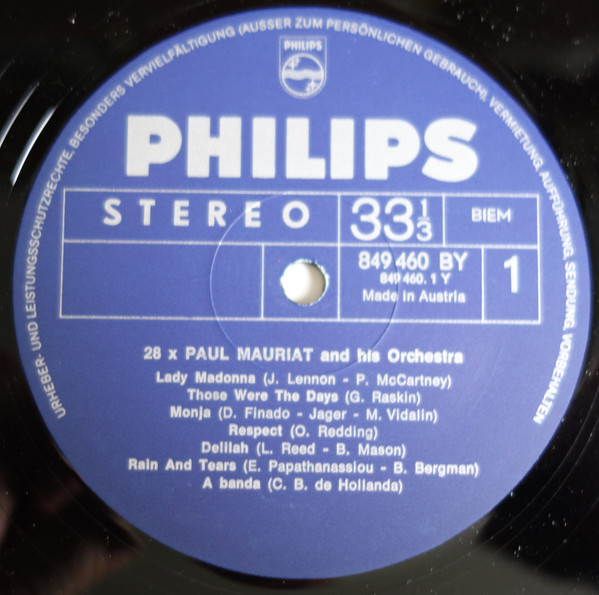 URHEBER- UND LEISTUNGSSCHUTZRECHTE, BESONDERS VERVIELFÄLTIGUNG (AUSSER ZUM PERSÖNLICHEN GEBRAUCH), VERMIETUNG, AUFFÜHRUNG, SENDUNG, VORBEHALTEN
PHILIPS
PHILIPS
STEREO 33 1/3 BIEM
849 460 BY 1
849 460. 1 Y
Made in Austria
28 x PAUL MAURIAT and his Orchestra
Lady Madonna (J. Lennon - P. McCartney)
Those Were The Days (G. Raskin)
Monja (D. Finado - Jager - M. Vidalin)
Respect (O. Redding)
Delilah (L. Reed - B. Mason)
Rain And Tears (E. Papathanassiou - B. Bergman)
A banda (C. B. de Hollanda)